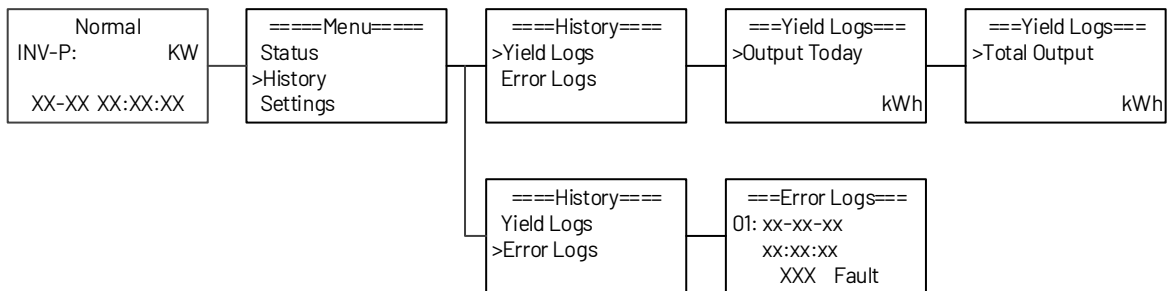 Normal
INV-P: KW
XX-XX XX:XX:XX
=====Menu=====
Status
>History
Settings
====History====
>Yield Logs
Error Logs
===Yield Logs===
>Output Today
kWh
===Yield Logs===
>Total Output
kWh
====History====
Yield Logs
>Error Logs
===Error Logs===
01: xx-xx-xx
xx:xx:xx
XXX Fault